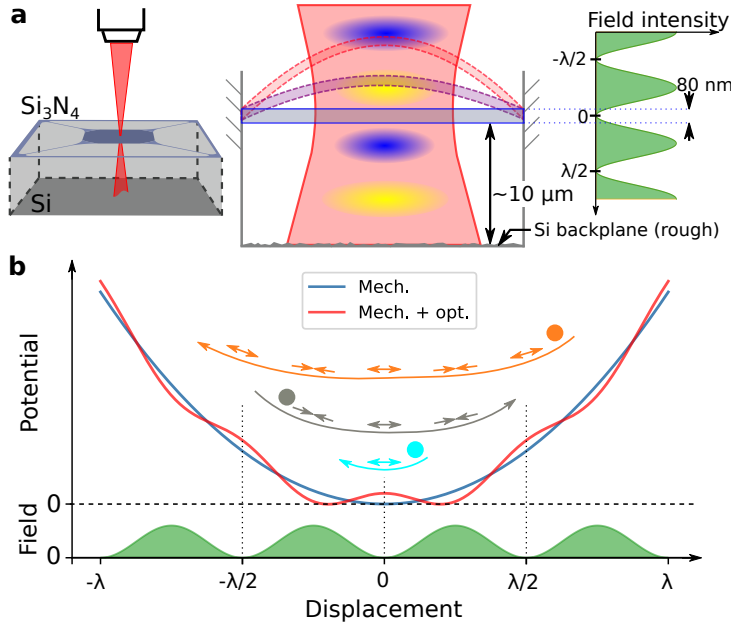 a
Si₃N₄
Si
~10 μm
Si backplane (rough)
Field intensity
-λ/2
80 nm
0
λ/2
b
Mech.
Mech. + opt.
Potential
0
Field
0
-λ
-λ/2
0
λ/2
λ
Displacement